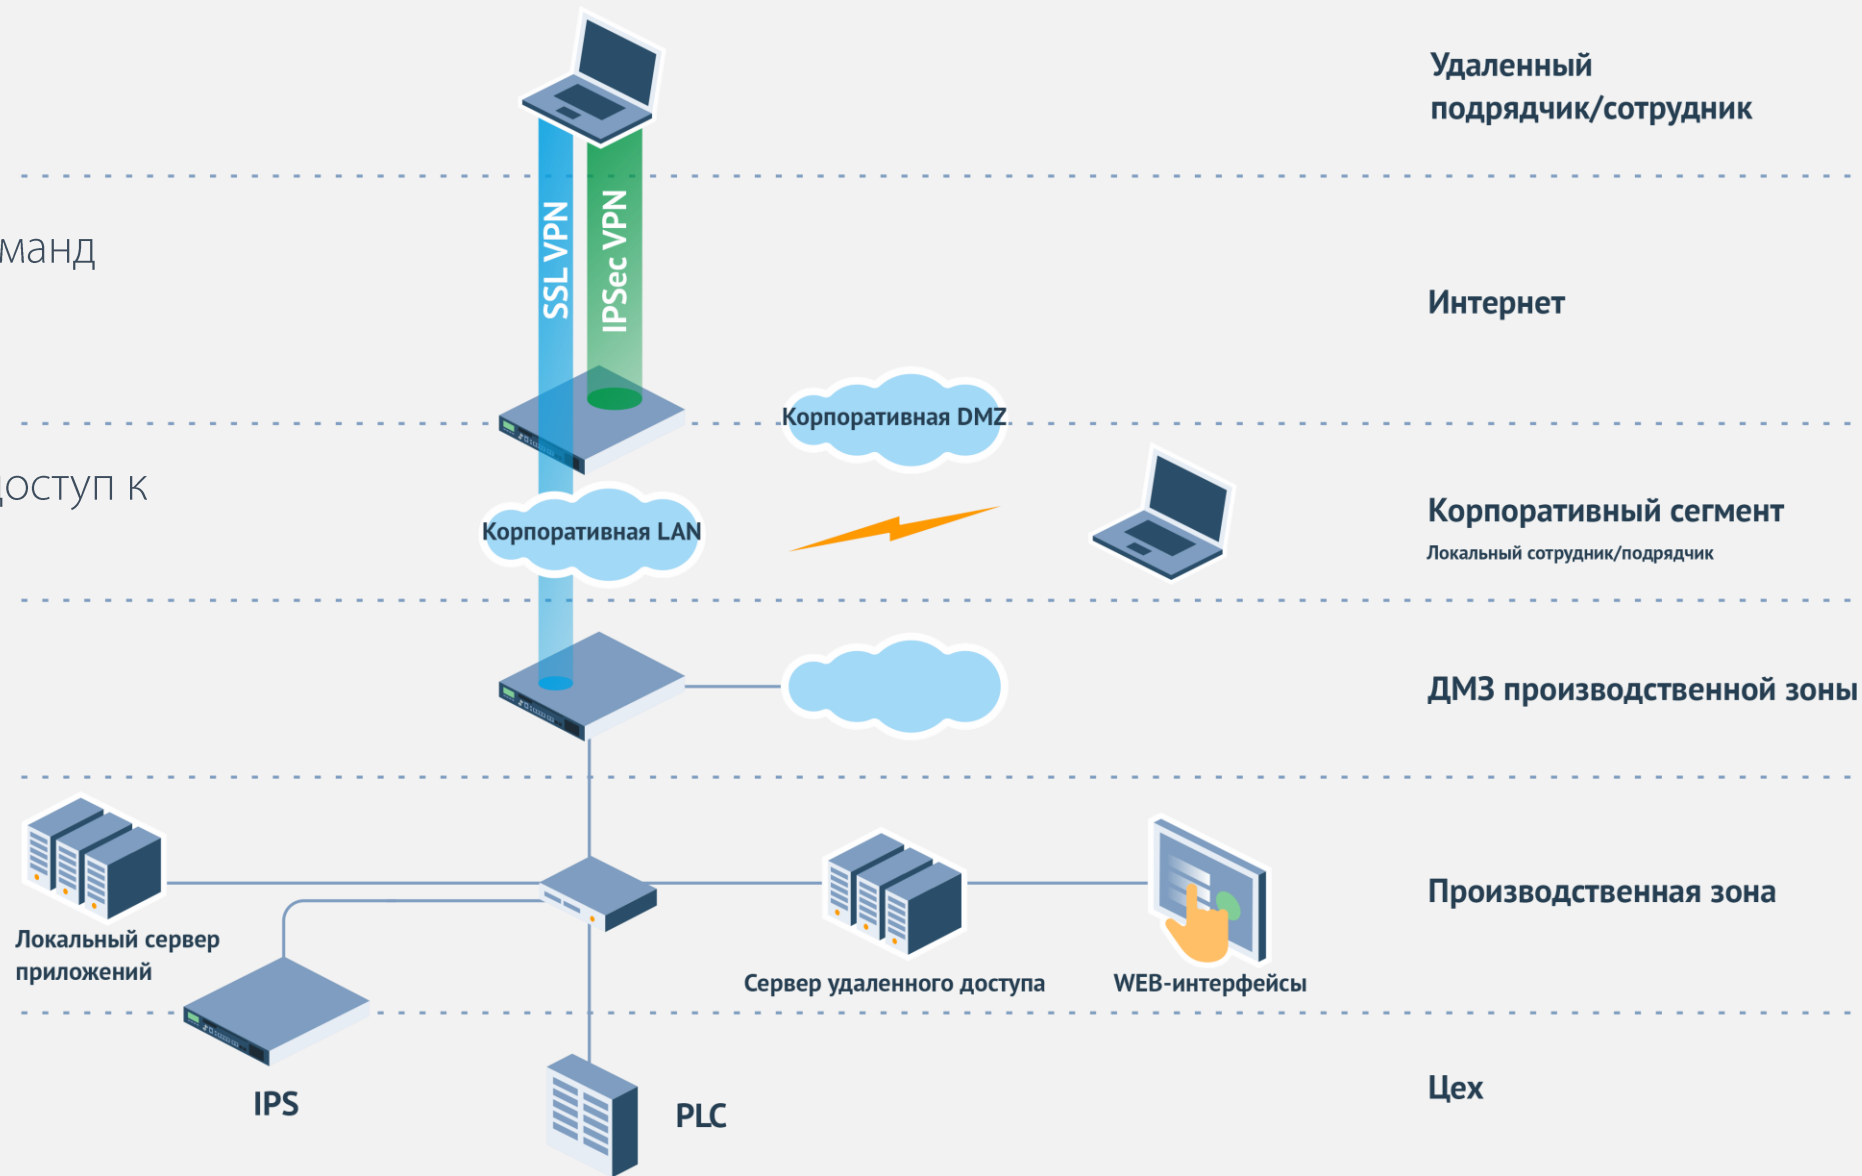 Удаленный
подрядчик/сотрудник
манд
SSL VPN
IPSec VPN
Интернет
Корпоративная DMZ
доступ к
Корпоративная LAN
Корпоративный сегмент
Локальный сотрудник/подрядчик
ДМЗ производственной зоны
Производственная зона
Локальный сервер
приложений
Сервер удаленного доступа
WEB-интерфейсы
IPS
PLC
Цех